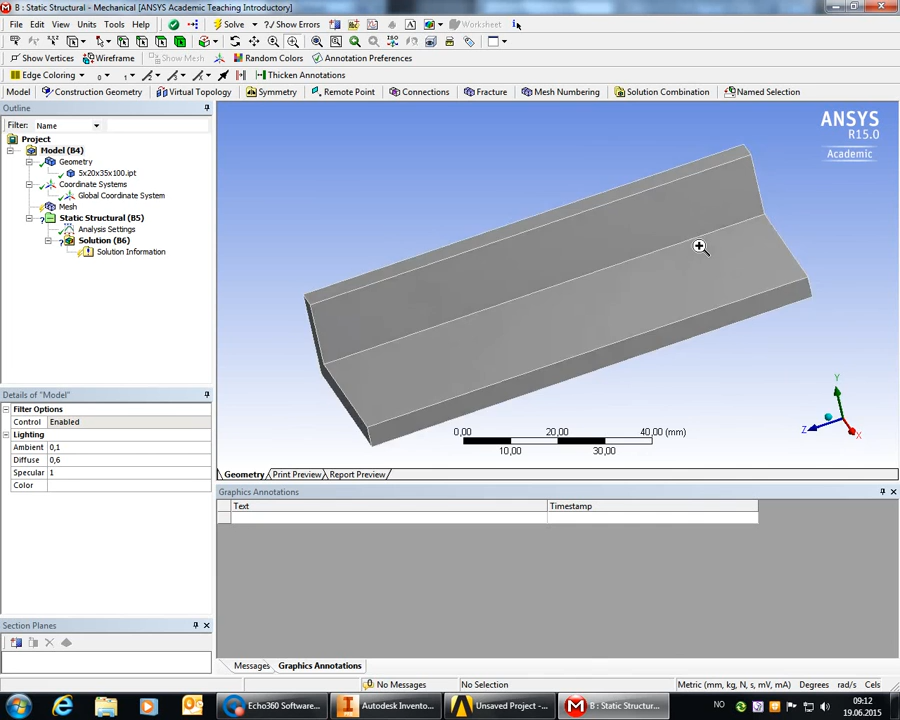 B : Static Structural - Mechanical [ANSYS Academic Teaching Introductory]
File Edit View Units Tools Help Solve Show Errors Worksheet
Show Vertices Wireframe Show Mesh Random Colors Annotation Preferences
Edge Coloring Thicken Annotations
Model Construction Geometry Virtual Topology Symmetry Remote Point Connections Fracture Mesh Numbering Solution Combination Named Selection
Outline
Filter: Name
Project
Model (B4)
Geometry
5x20x35x100.ipt
Coordinate Systems
Global Coordinate System
Mesh
Static Structural (B5)
Analysis Settings
Solution (B6)
Solution Information
ANSYS
R15.0
Academic
Y
Z
X
0,00 20,00 40,00 (mm)
10,00 30,00
Details of "Model"
Filter Options
Control Enabled
Lighting
Ambient 0,1
Diffuse 0,6
Specular 1
Color
Geometry Print Preview Report Preview
Graphics Annotations
Text Timestamp
Section Planes
Messages Graphics Annotations
No Messages No Selection Metric (mm, kg, N, s, mV, mA) Degrees rad/s Cels
Echo360 Software... Autodesk Invento... Unsaved Project -... B : Static Structu... NO 09:12
19.06.2015